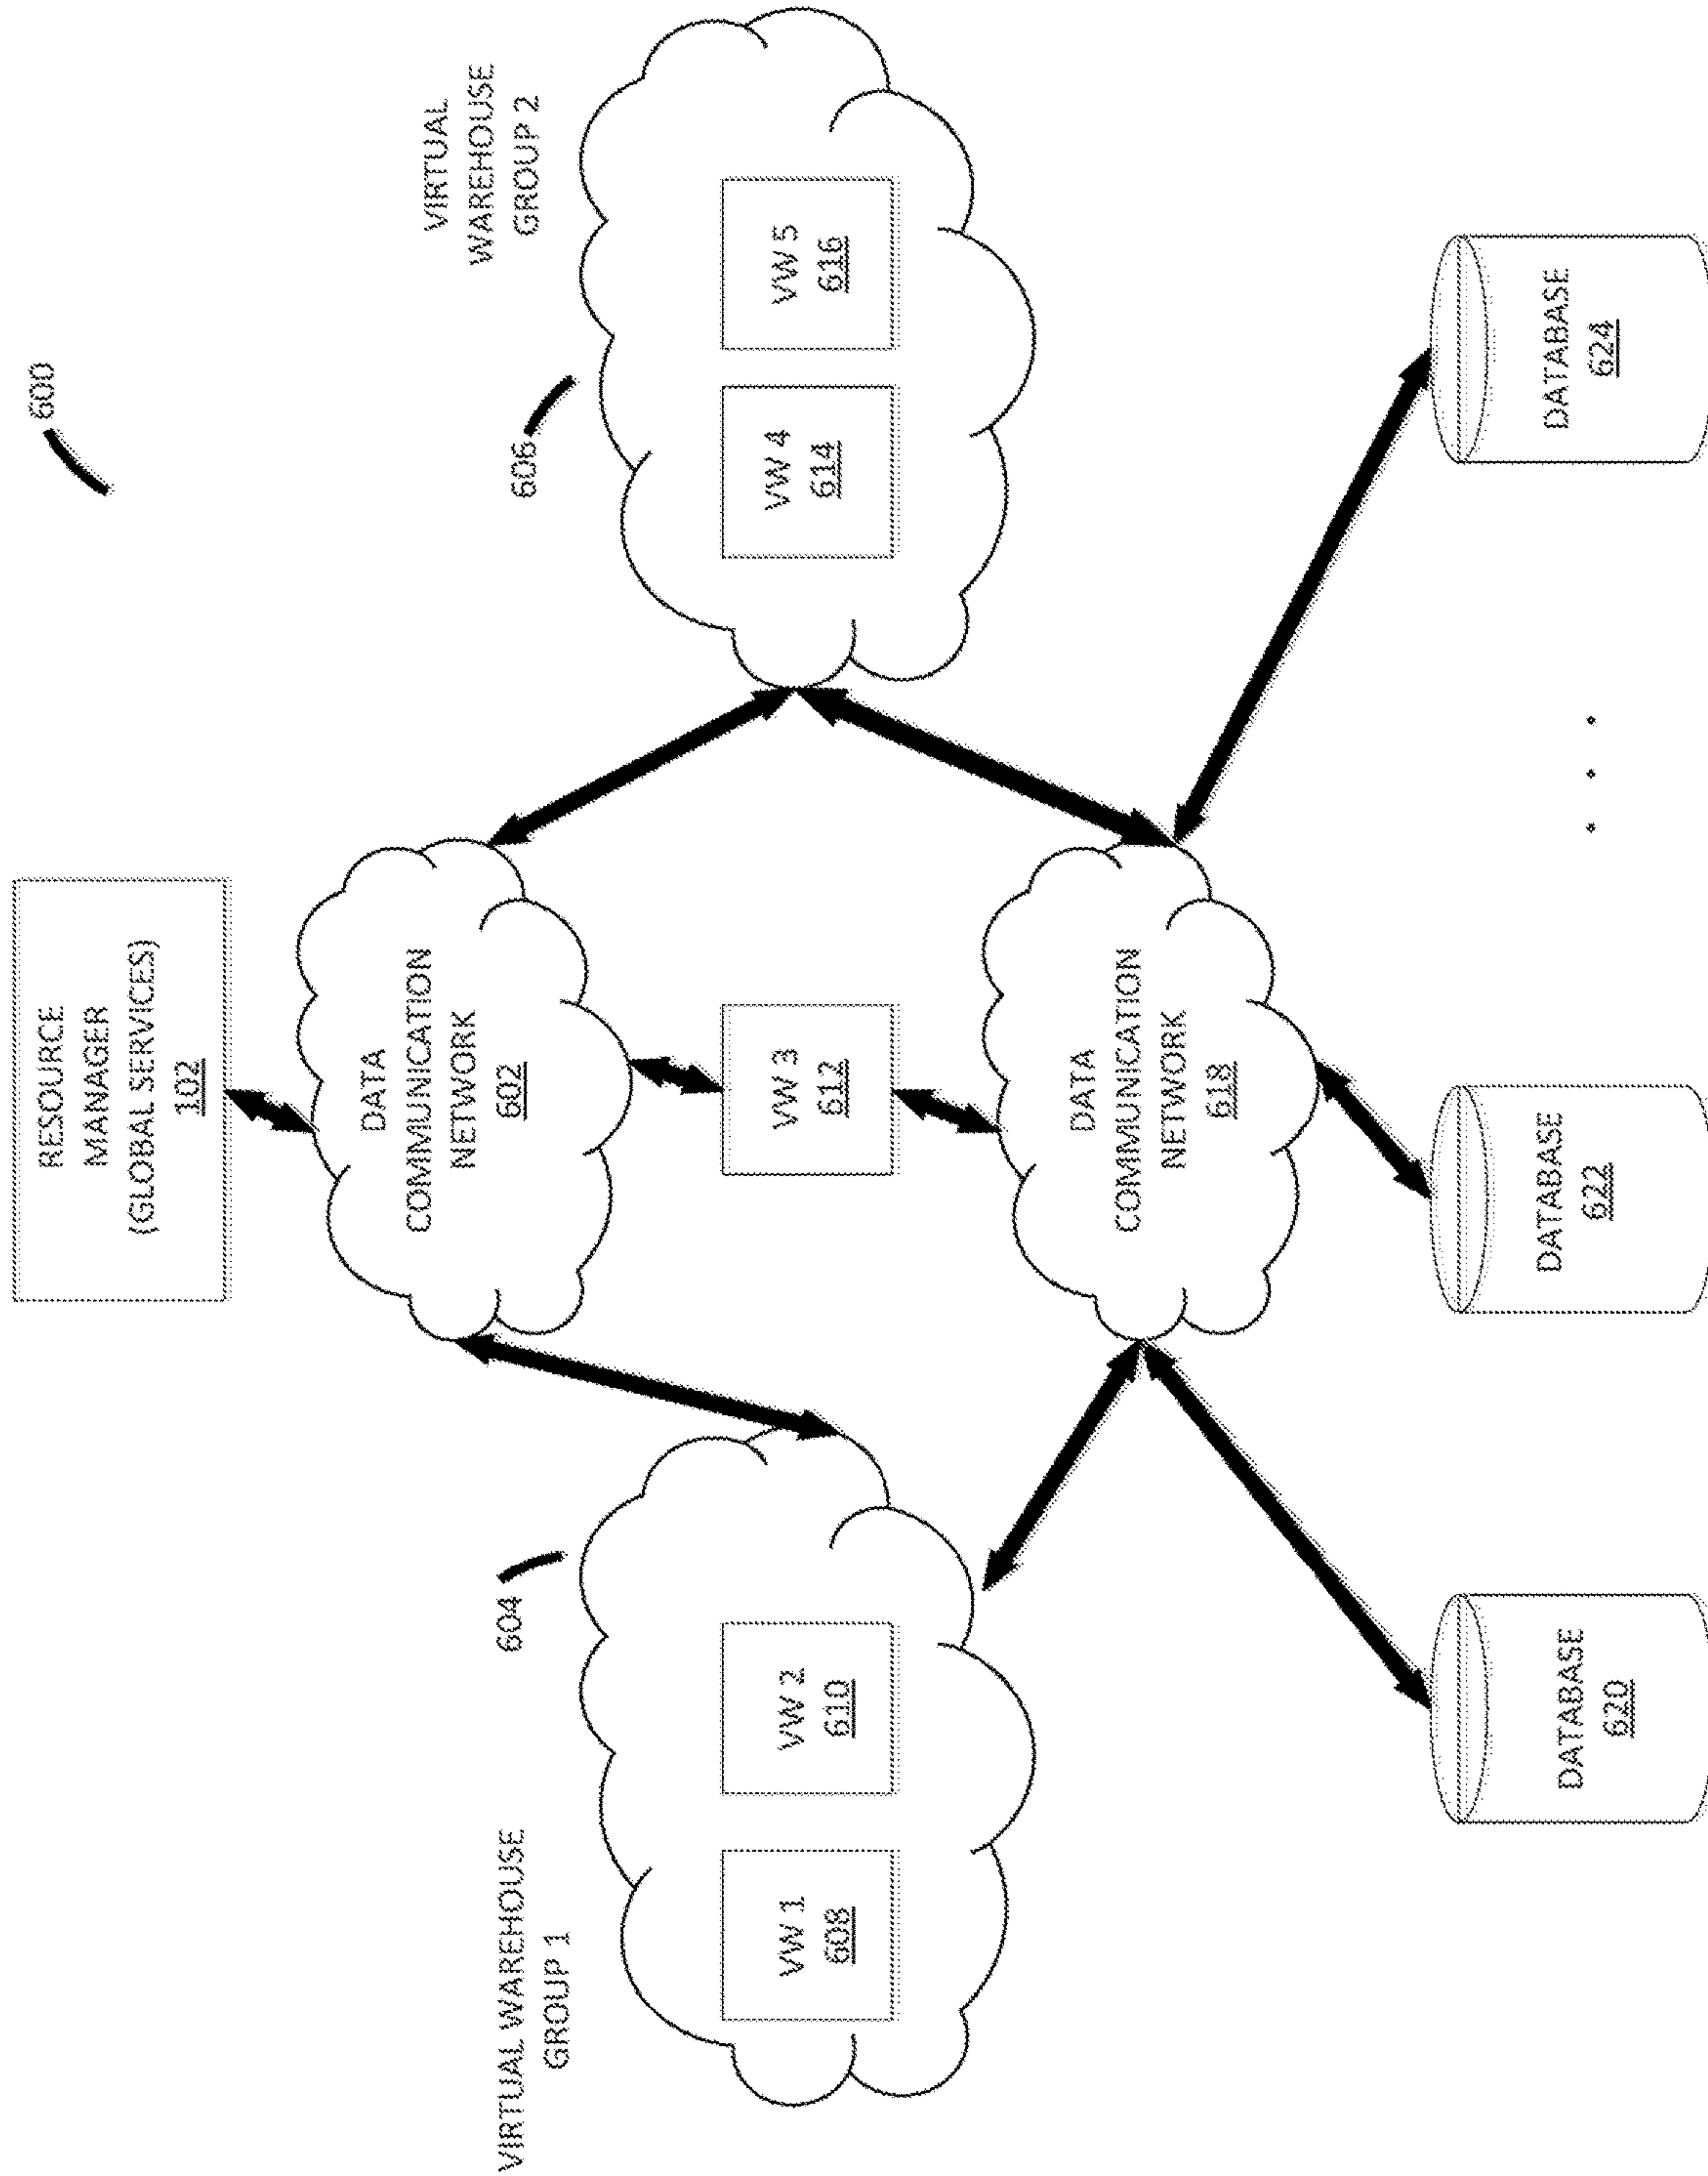 600
RESOURCE
MANAGER
(GLOBAL SERVICES)
102
DATA
COMMUNICATION
NETWORK
602
VIRTUAL WAREHOUSE
GROUP 1
604
VW 1
608
VW 2
610
VW 3
612
VIRTUAL
WAREHOUSE
GROUP 2
606
VW 4
614
VW 5
616
DATA
COMMUNICATION
NETWORK
618
DATABASE
620
DATABASE
622
. . .
DATABASE
624